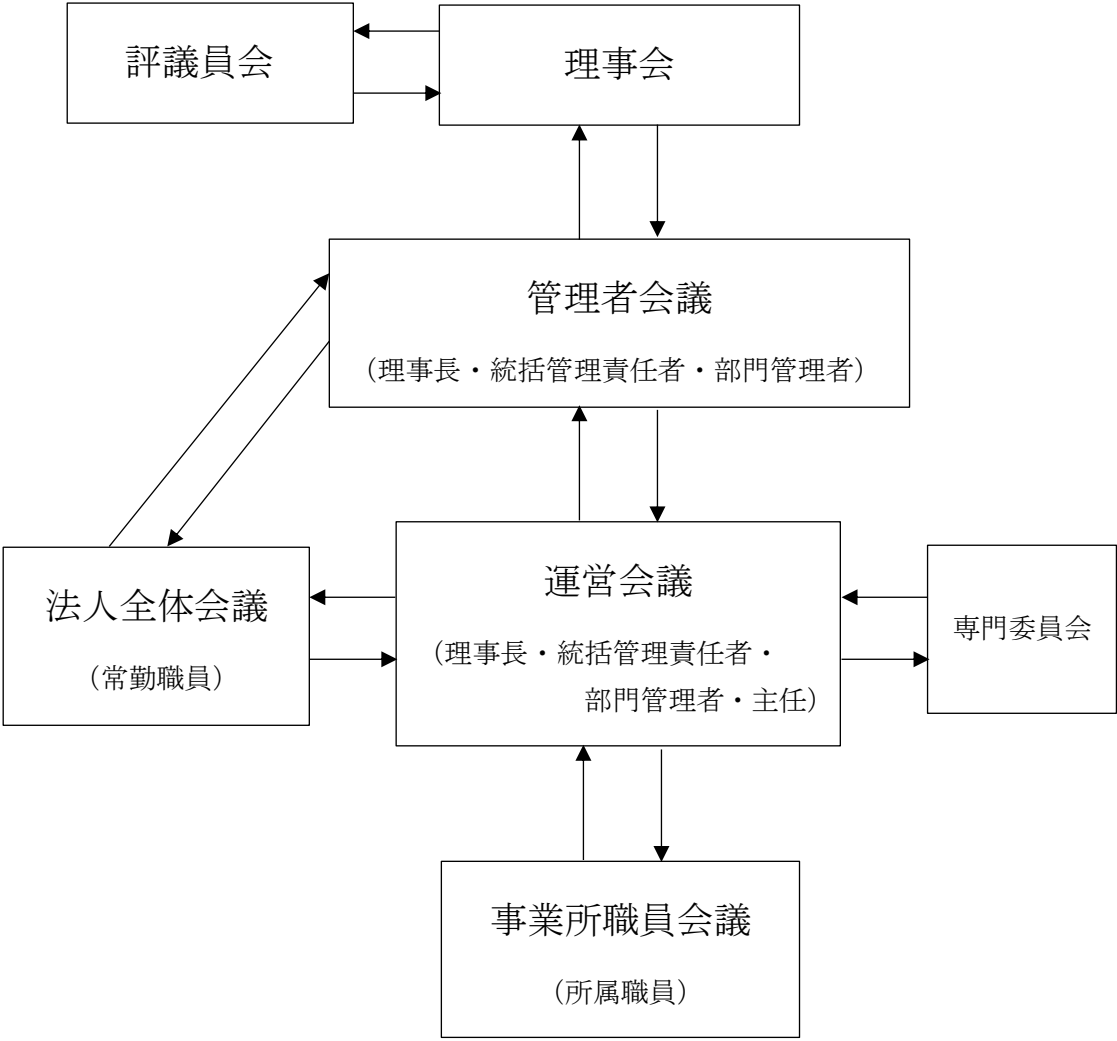 評議員会
理事会
管理者会議
（理事長・統括管理責任者・部門管理者）
法人全体会議
（常勤職員）
運営会議
（理事長・統括管理責任者・
部門管理者・主任）
専門委員会
事業所職員会議
（所属職員）